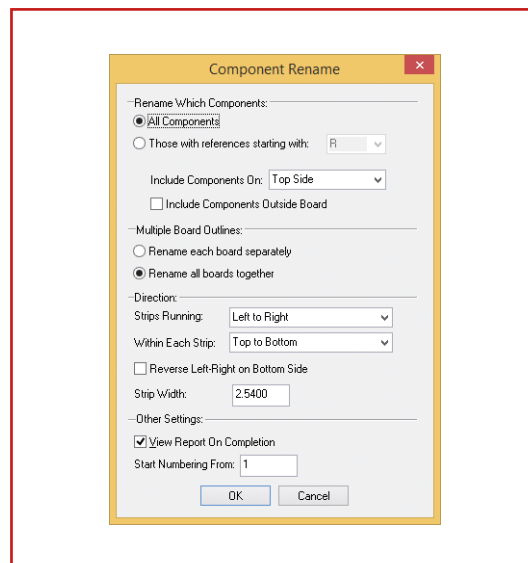 Component Rename
Rename Which Components:
All Components
Those with references starting with: R
Include Components On: Top Side
Include Components Outside Board
Multiple Board Outlines:
Rename each board separately
Rename all boards together
Direction:
Strips Running: Left to Right
Within Each Strip: Top to Bottom
Reverse Left-Right on Bottom Side
Strip Width: 2.5400
Other Settings:
View Report On Completion
Start Numbering From: 1
OK Cancel